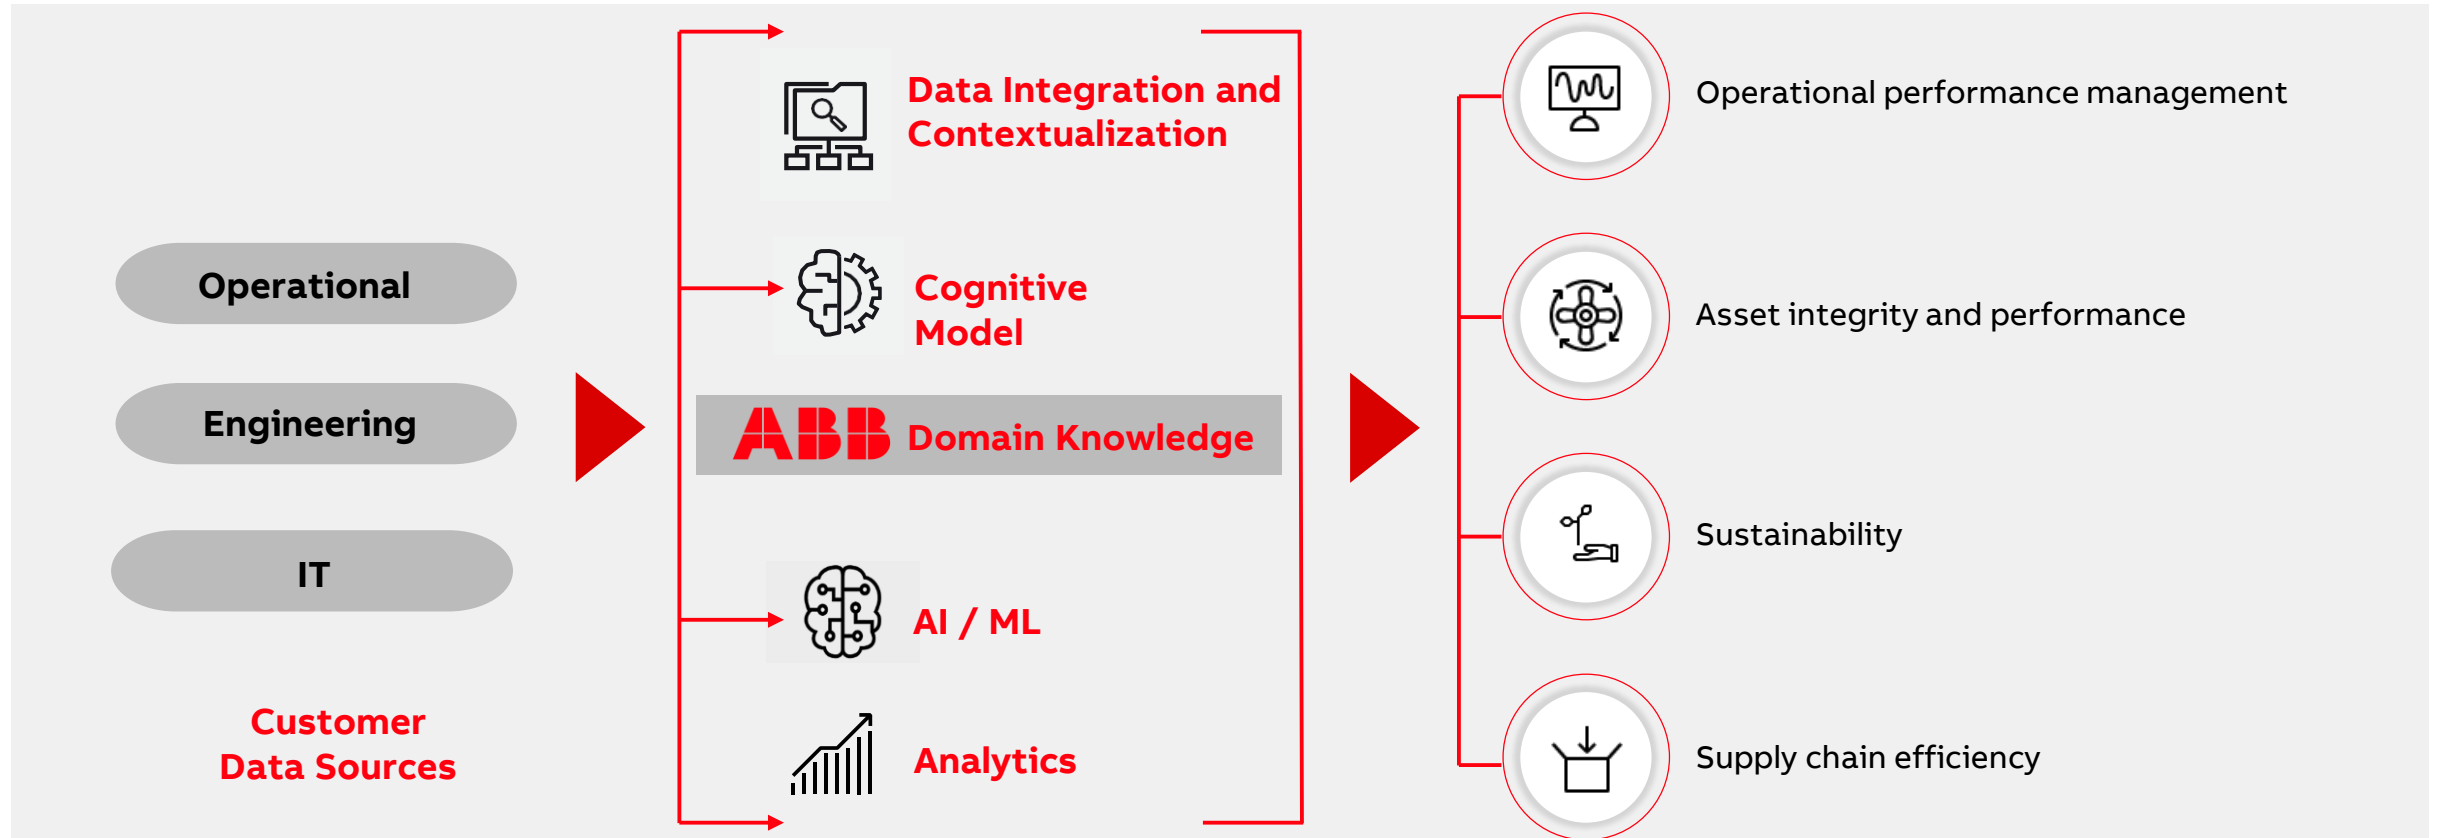 Operational
Engineering
IT
Customer
Data Sources
Data Integration and
Contextualization
Cognitive
Model
ABB Domain Knowledge
AI / ML
Analytics
Operational performance management
Asset integrity and performance
Sustainability
Supply chain efficiency